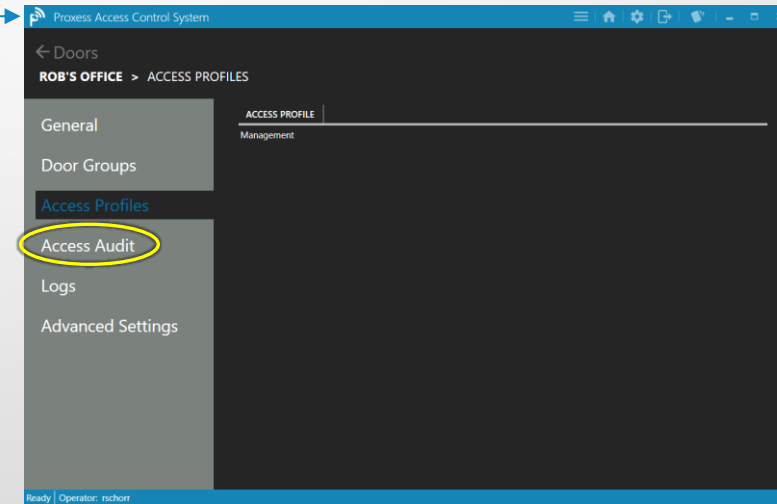 Proxess Access Control System
Doors
ROB'S OFFICE > ACCESS PROFILES
General
Door Groups
Access Profiles
Access Audit
Logs
Advanced Settings
ACCESS PROFILE
Management
Ready Operator: rschorr